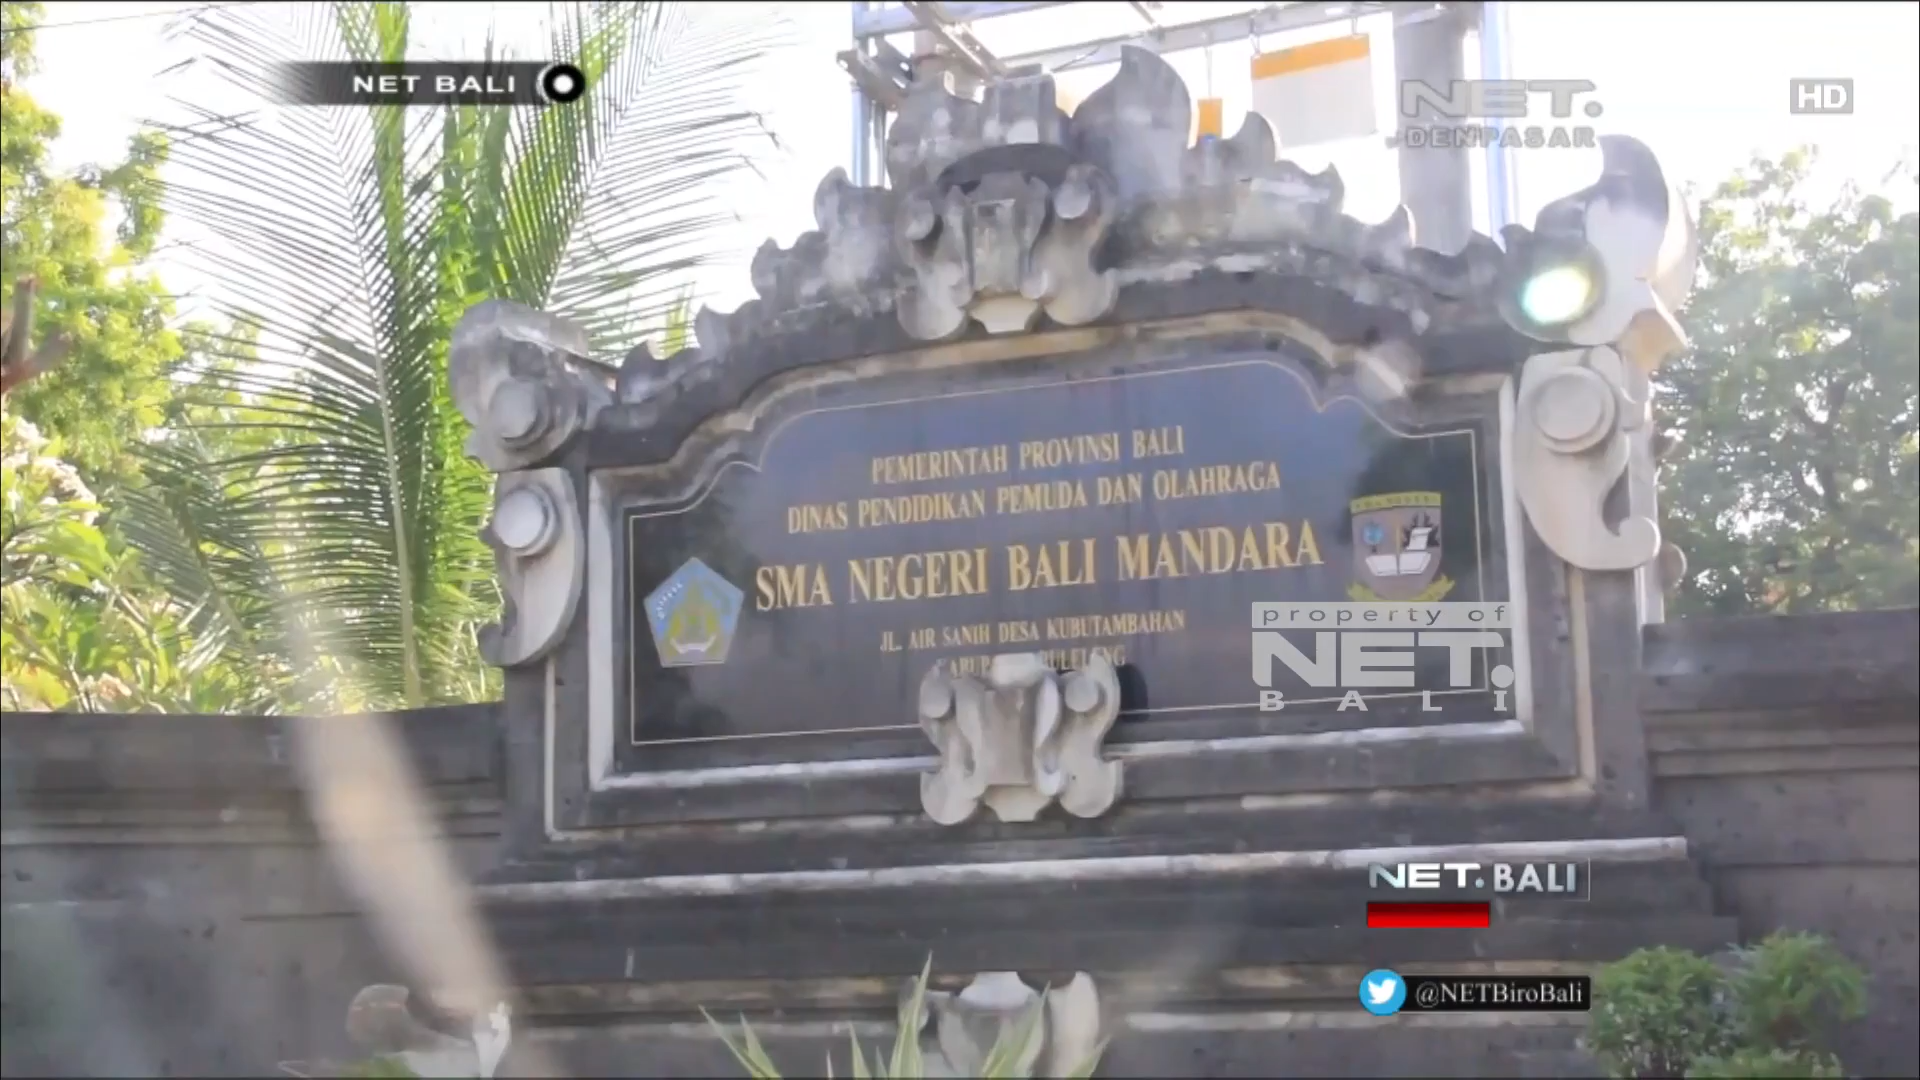 NET BALI
NET.
DENPASAR
HD
PEMERINTAH PROVINSI BALI
DINAS PENDIDIKAN PEMUDA DAN OLAHRAGA
SMA NEGERI BALI MANDARA
JL. AIR SANIH DESA KUBUTAMBAHAN
property of
NET.
BALI
NET. BALI
@NETBiroBali